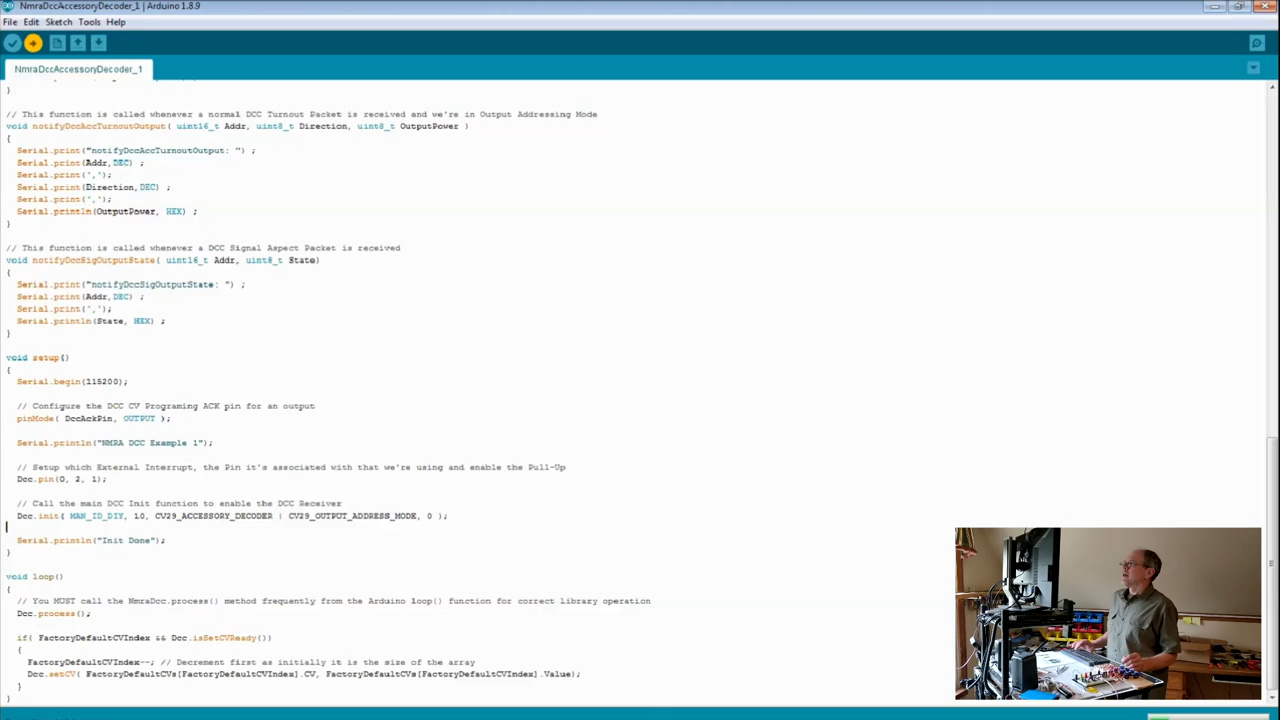 NmraDccAccessoryDecoder_1 | Arduino 1.8.9
File Edit Sketch Tools Help
NmraDccAccessoryDecoder_1
}
// This function is called whenever a normal DCC Turnout Packet is received and we're in Output Addressing Mode
void notifyDccAccTurnoutOutput( uint16_t Addr, uint8_t Direction, uint8_t OutputPower )
{
Serial.print("notifyDccAccTurnoutOutput: ") ;
Serial.print(Addr,DEC) ;
Serial.print(',');
Serial.print(Direction,DEC) ;
Serial.print(',');
Serial.println(OutputPower, HEX) ;
}
// This function is called whenever a DCC Signal Aspect Packet is received
void notifyDccSigOutputState( uint16_t Addr, uint8_t State)
{
Serial.print("notifyDccSigOutputState: ") ;
Serial.print(Addr,DEC) ;
Serial.print(',');
Serial.println(State, HEX) ;
}
void setup()
{
Serial.begin(115200);
// Configure the DCC CV Programing ACK pin for an output
pinMode( DccAckPin, OUTPUT );
Serial.println("NMRA DCC Example 1");
// Setup which External Interrupt, the Pin it's associated with that we're using and enable the Pull-Up
Dcc.pin(0, 2, 1);
// Call the main DCC Init function to enable the DCC Receiver
Dcc.init( MAN_ID_DIY, 10, CV29_ACCESSORY_DECODER | CV29_OUTPUT_ADDRESS_MODE, 0 );
Serial.println("Init Done");
}
void loop()
{
// You MUST call the NmraDcc.process() method frequently from the Arduino loop() function for correct library operation
Dcc.process();
if( FactoryDefaultCVIndex && Dcc.isSetCVReady())
{
FactoryDefaultCVIndex--; // Decrement first as initially it is the size of the array
Dcc.setCV( FactoryDefaultCVs[FactoryDefaultCVIndex].CV, FactoryDefaultCVs[FactoryDefaultCVIndex].Value);
}
}